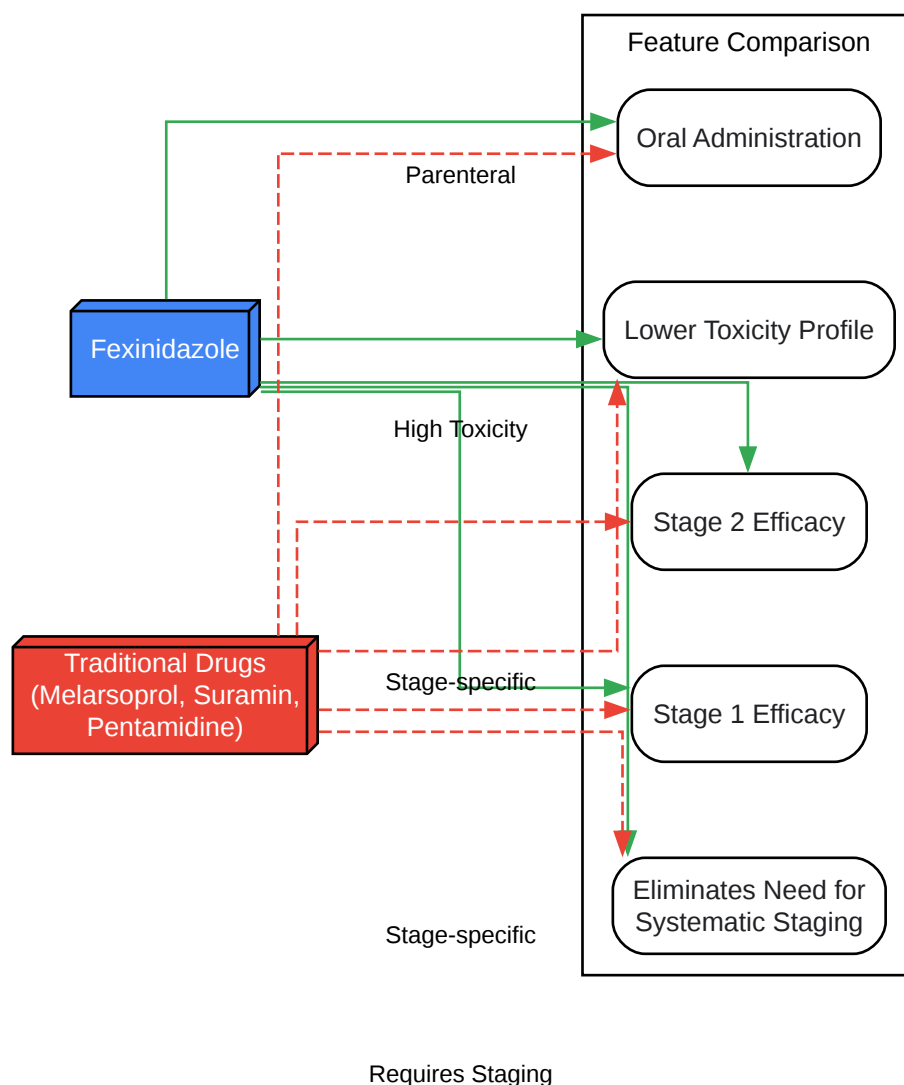 Feature Comparison
Oral Administration
Parenteral
Fexinidazole
Lower Toxicity Profile
High Toxicity
Stage 2 Efficacy
Traditional Drugs
(Melarsoprol, Suramin,
Pentamidine)
Stage-specific
Stage 1 Efficacy
Eliminates Need for
Systematic Staging
Stage-specific
Requires Staging